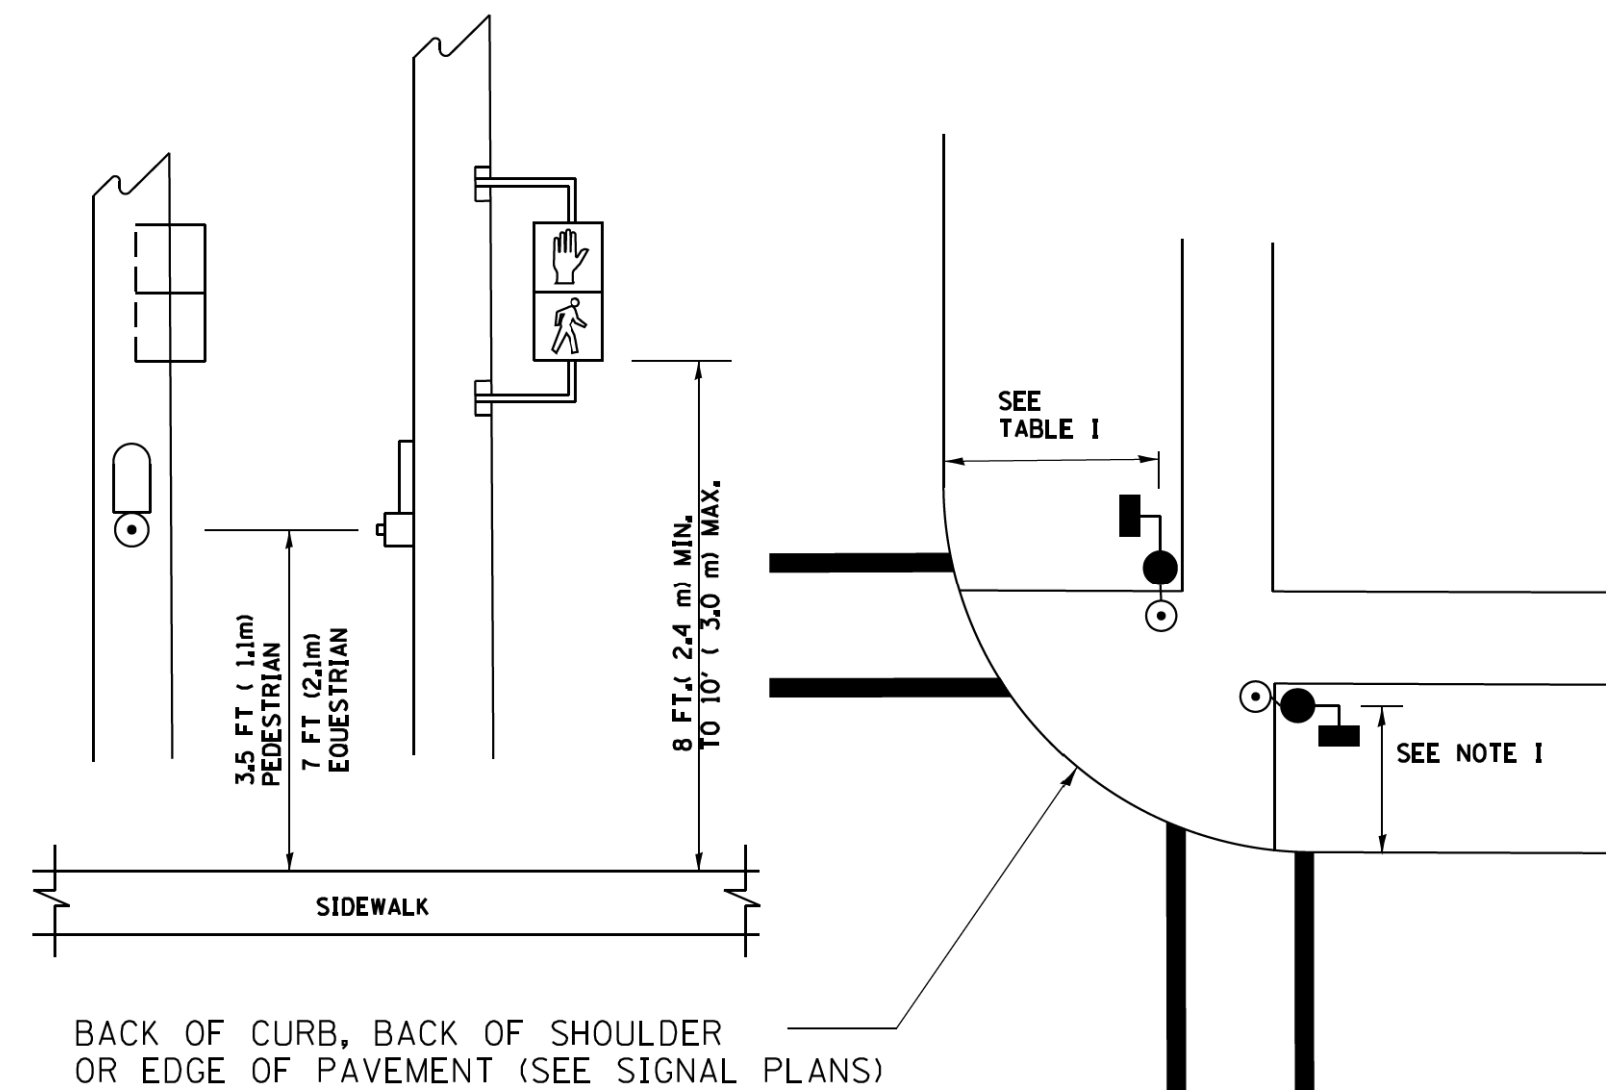 3.5 FT ( 1.1m)
PEDESTRIAN
7 FT (2.1m)
EQUESTRIAN
8 FT.( 2.4 m) MIN.
TO 10' ( 3.0 m) MAX.
SIDEWALK
SEE
TABLE I
SEE NOTE I
BACK OF CURB, BACK OF SHOULDER
OR EDGE OF PAVEMENT (SEE SIGNAL PLANS)